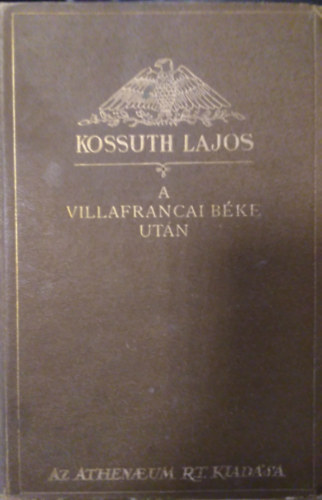 KOSSUTH LAJOS
A
VILLAFRANCAI BÉKE
UTÁN
AZ ATHENÆUM R.T. KIADÁSA